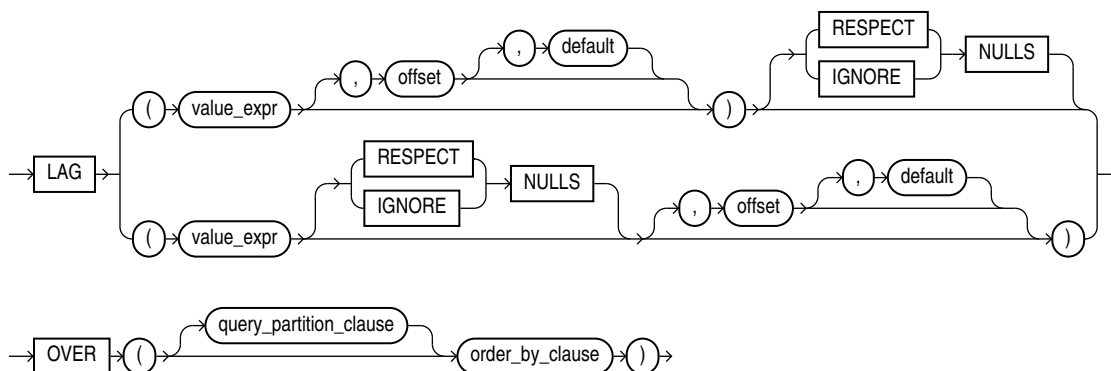 LAG ( value_expr , offset , default ) RESPECT IGNORE NULLS
( value_expr RESPECT IGNORE NULLS , offset , default )
OVER ( query_partition_clause order_by_clause )